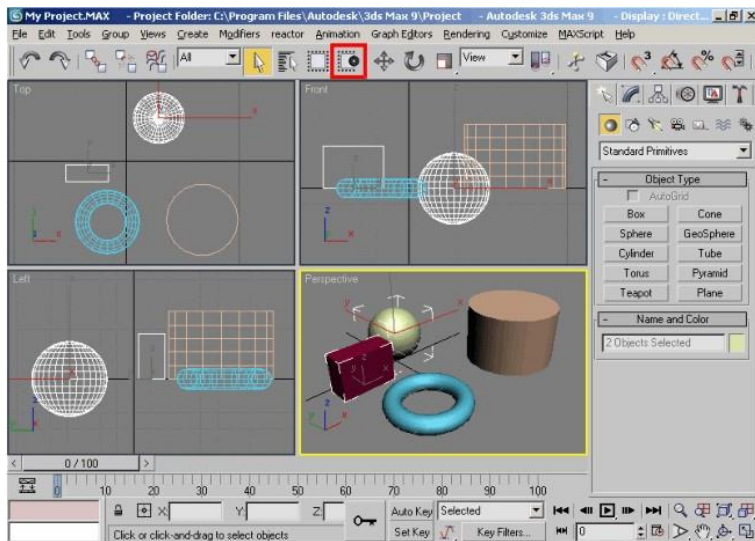 My Project.MAX - Project Folder: C:\Program Files\Autodesk\3ds Max 9\Project - Autodesk 3ds Max 9 - Display : Direct...
File Edit Tools Group Views Create Modifiers reactor Animation Graph Editors Rendering Customize MAXScript Help
All View 3 %
Top
Front
Left
Perspective
Standard Primitives
- Object Type
AutoGrid
Box Cone
Sphere GeoSphere
Cylinder Tube
Torus Pyramid
Teapot Plane
- Name and Color
2 Objects Selected
< 0 / 100 >
0 10 20 30 40 50 60 70 80 90 100
X: Y: Z: Auto Key Selected
Click or click-and-drag to select objects Set Key Key Filters... 0